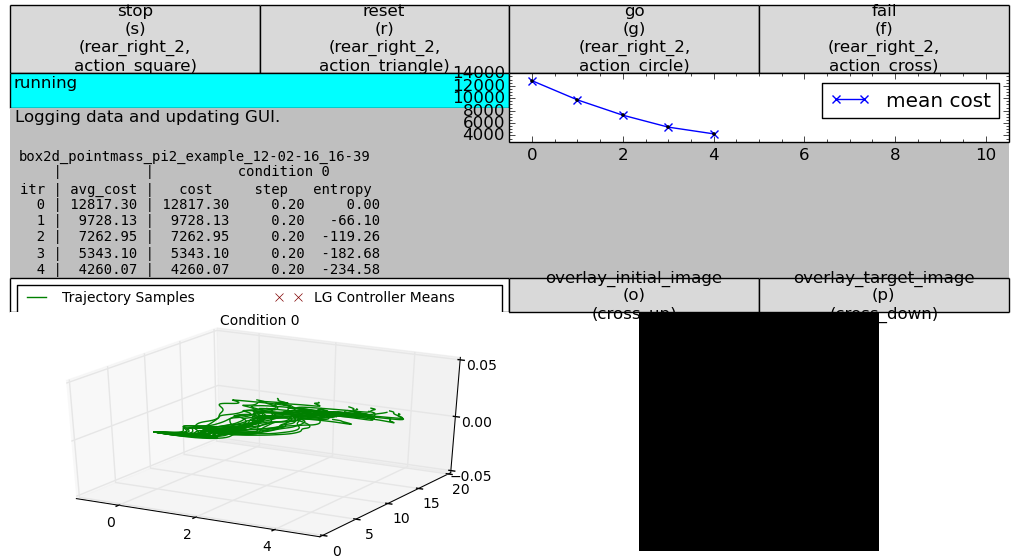 stop
(s)
(rear_right_2,
action_square)
reset
(r)
(rear_right_2,
action_triangle)
go
(g)
(rear_right_2,
action_circle)
fail
(f)
(rear_right_2,
action_cross)
running
14000
12000
10000
8000
6000
4000
mean cost
0 2 4 6 8 10
Logging data and updating GUI.
box2d_pointmass_pi2_example_12-02-16_16-39
| | condition 0
itr | avg_cost | cost step entropy
0 | 12817.30 | 12817.30 0.20 0.00
1 | 9728.13 | 9728.13 0.20 -66.10
2 | 7262.95 | 7262.95 0.20 -119.26
3 | 5343.10 | 5343.10 0.20 -182.68
4 | 4260.07 | 4260.07 0.20 -234.58
Trajectory Samples
LG Controller Means
overlay_initial_image
(o)
(cross_up)
overlay_target_image
(p)
(cross_down)
Condition 0
0.05
0.00
−0.05
0 2 4
0 5 10 15 20